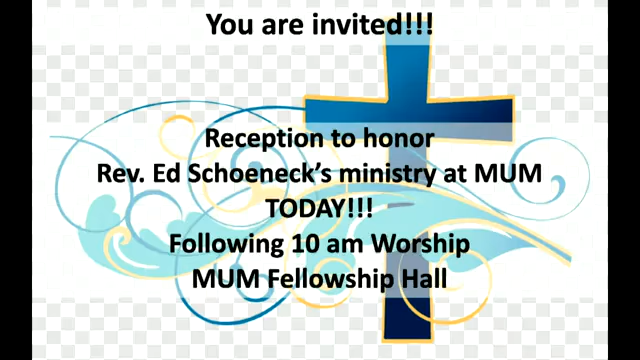 You are invited!!!
Reception to honor
Rev. Ed Schoeneck’s ministry at MUM
TODAY!!!
Following 10 am Worship
MUM Fellowship Hall